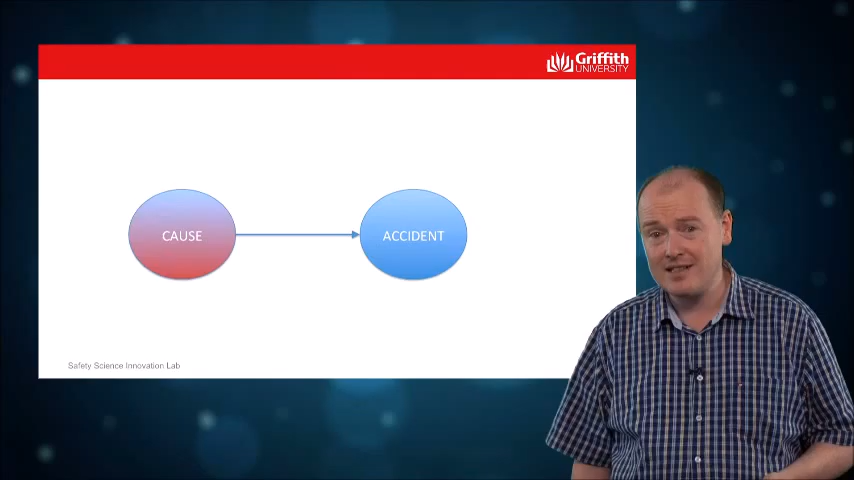 Griffith
UNIVERSITY
CAUSE
ACCIDENT
Safety Science Innovation Lab